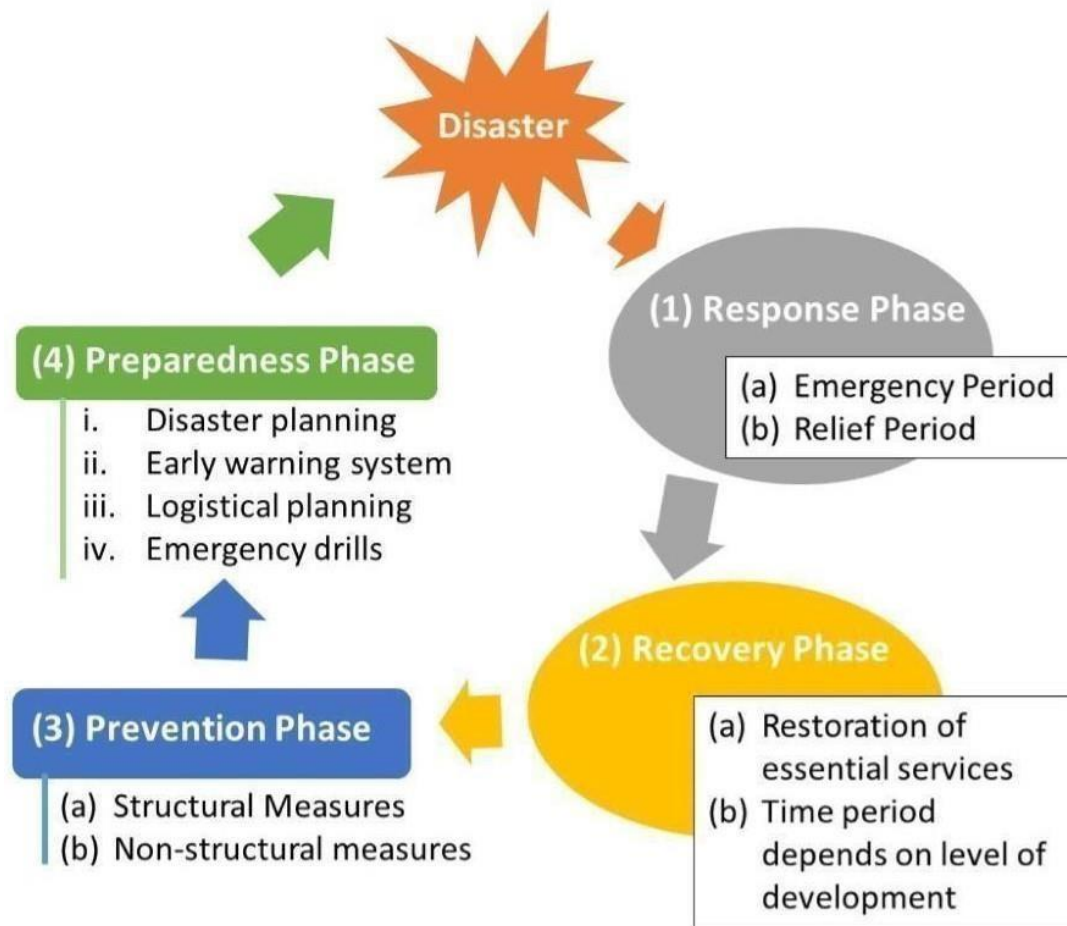 Disaster
(1) Response Phase
(a) Emergency Period
(b) Relief Period
(2) Recovery Phase
(a) Restoration of
essential services
(b) Time period
depends on level of
development
(3) Prevention Phase
(a) Structural Measures
(b) Non-structural measures
(4) Preparedness Phase
i. Disaster planning
ii. Early warning system
iii. Logistical planning
iv. Emergency drills